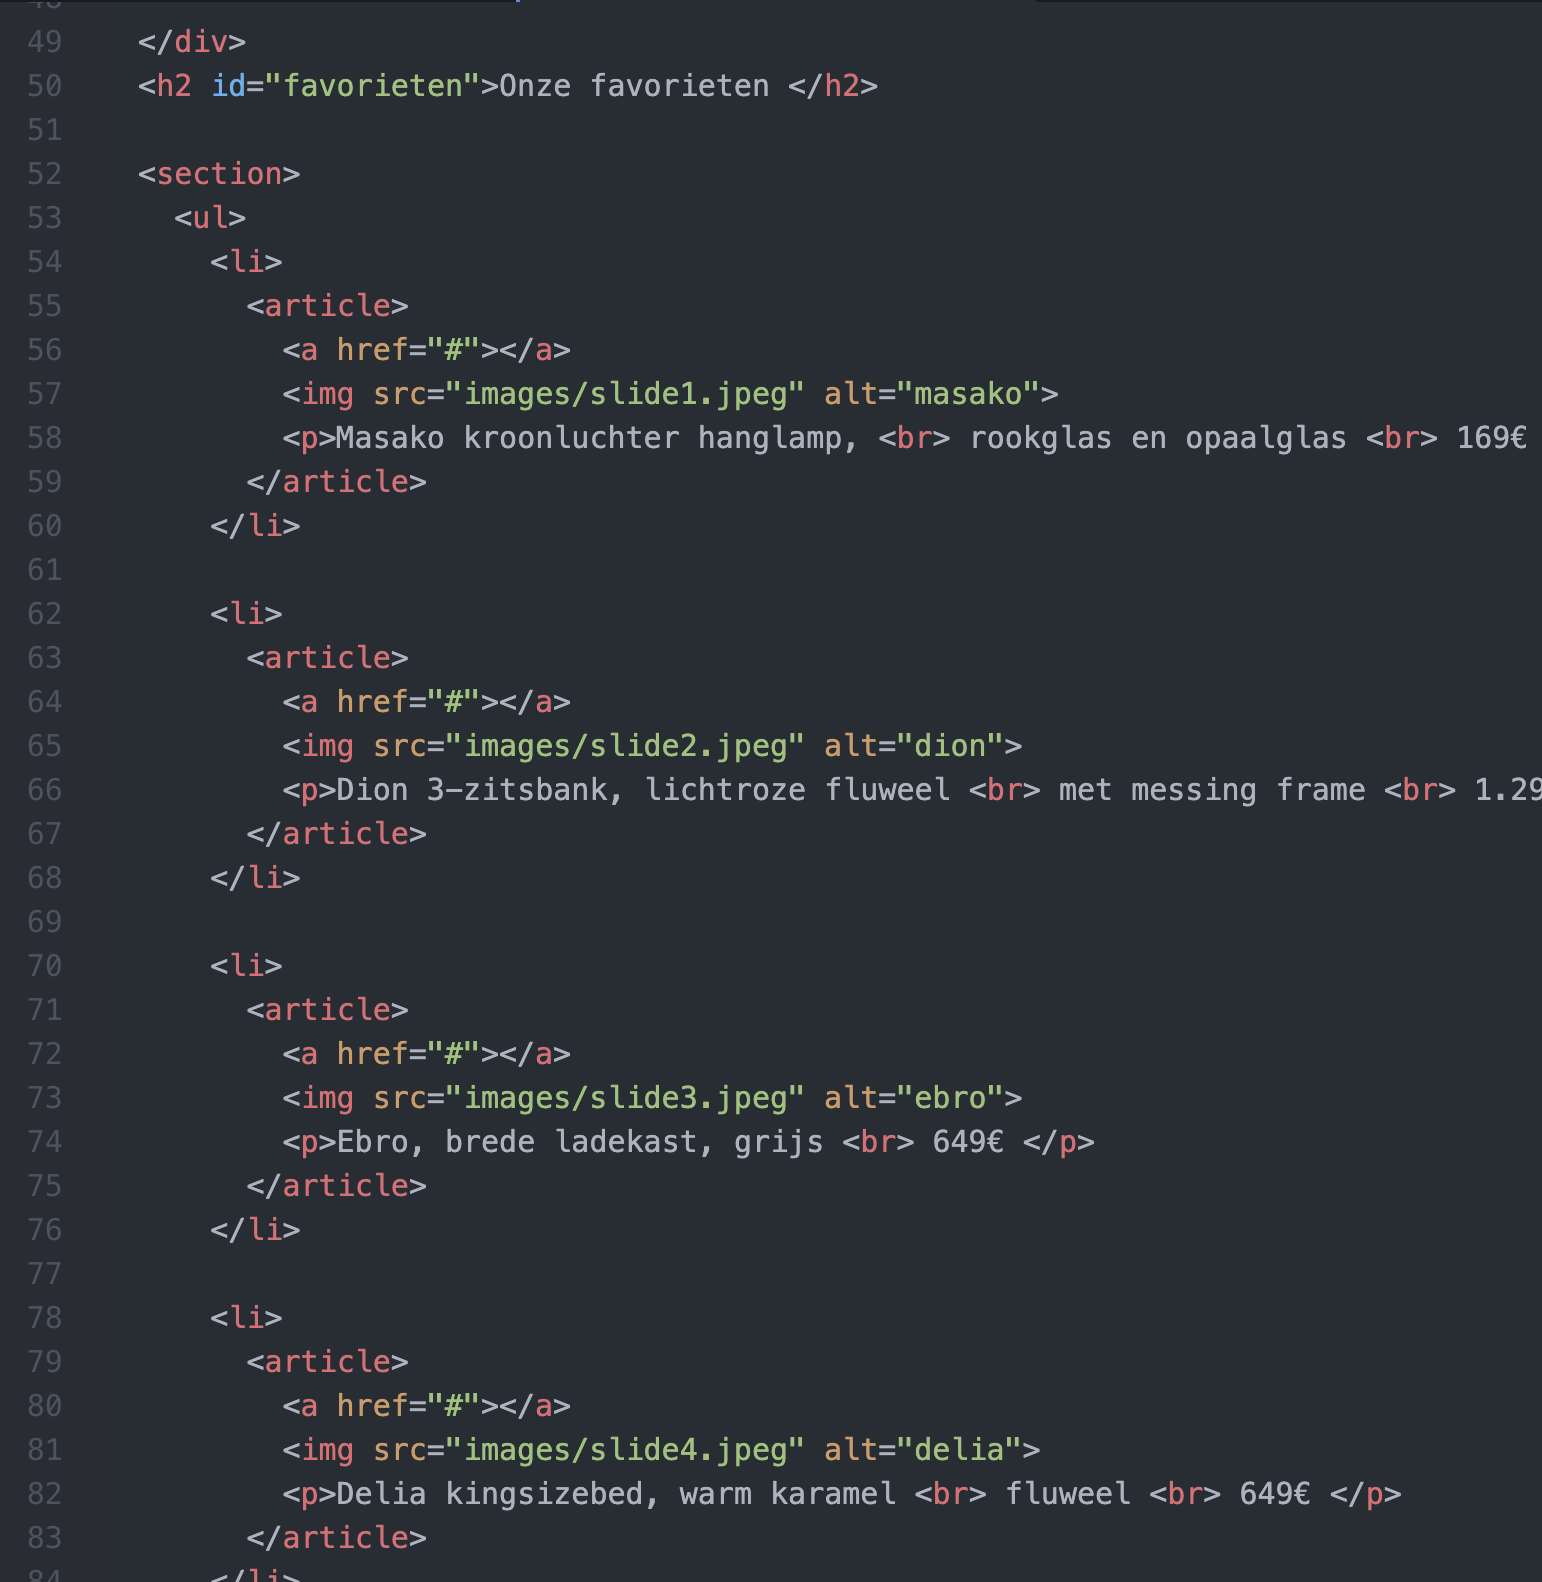 49 </div>
50 <h2 id="favorieten">Onze favorieten </h2>
51
52 <section>
53 <ul>
54 <li>
55 <article>
56 <a href="#"></a>
57 <img src="images/slide1.jpeg" alt="masako">
58 <p>Masako kroonluchter hanglamp, <br> rookglas en opaalglas <br> 169€
59 </article>
60 </li>
61
62 <li>
63 <article>
64 <a href="#"></a>
65 <img src="images/slide2.jpeg" alt="dion">
66 <p>Dion 3-zitsbank, lichtroze fluweel <br> met messing frame <br> 1.29
67 </article>
68 </li>
69
70 <li>
71 <article>
72 <a href="#"></a>
73 <img src="images/slide3.jpeg" alt="ebro">
74 <p>Ebro, brede ladekast, grijs <br> 649€ </p>
75 </article>
76 </li>
77
78 <li>
79 <article>
80 <a href="#"></a>
81 <img src="images/slide4.jpeg" alt="delia">
82 <p>Delia kingsizebed, warm karamel <br> fluweel <br> 649€ </p>
83 </article>
84 </li>